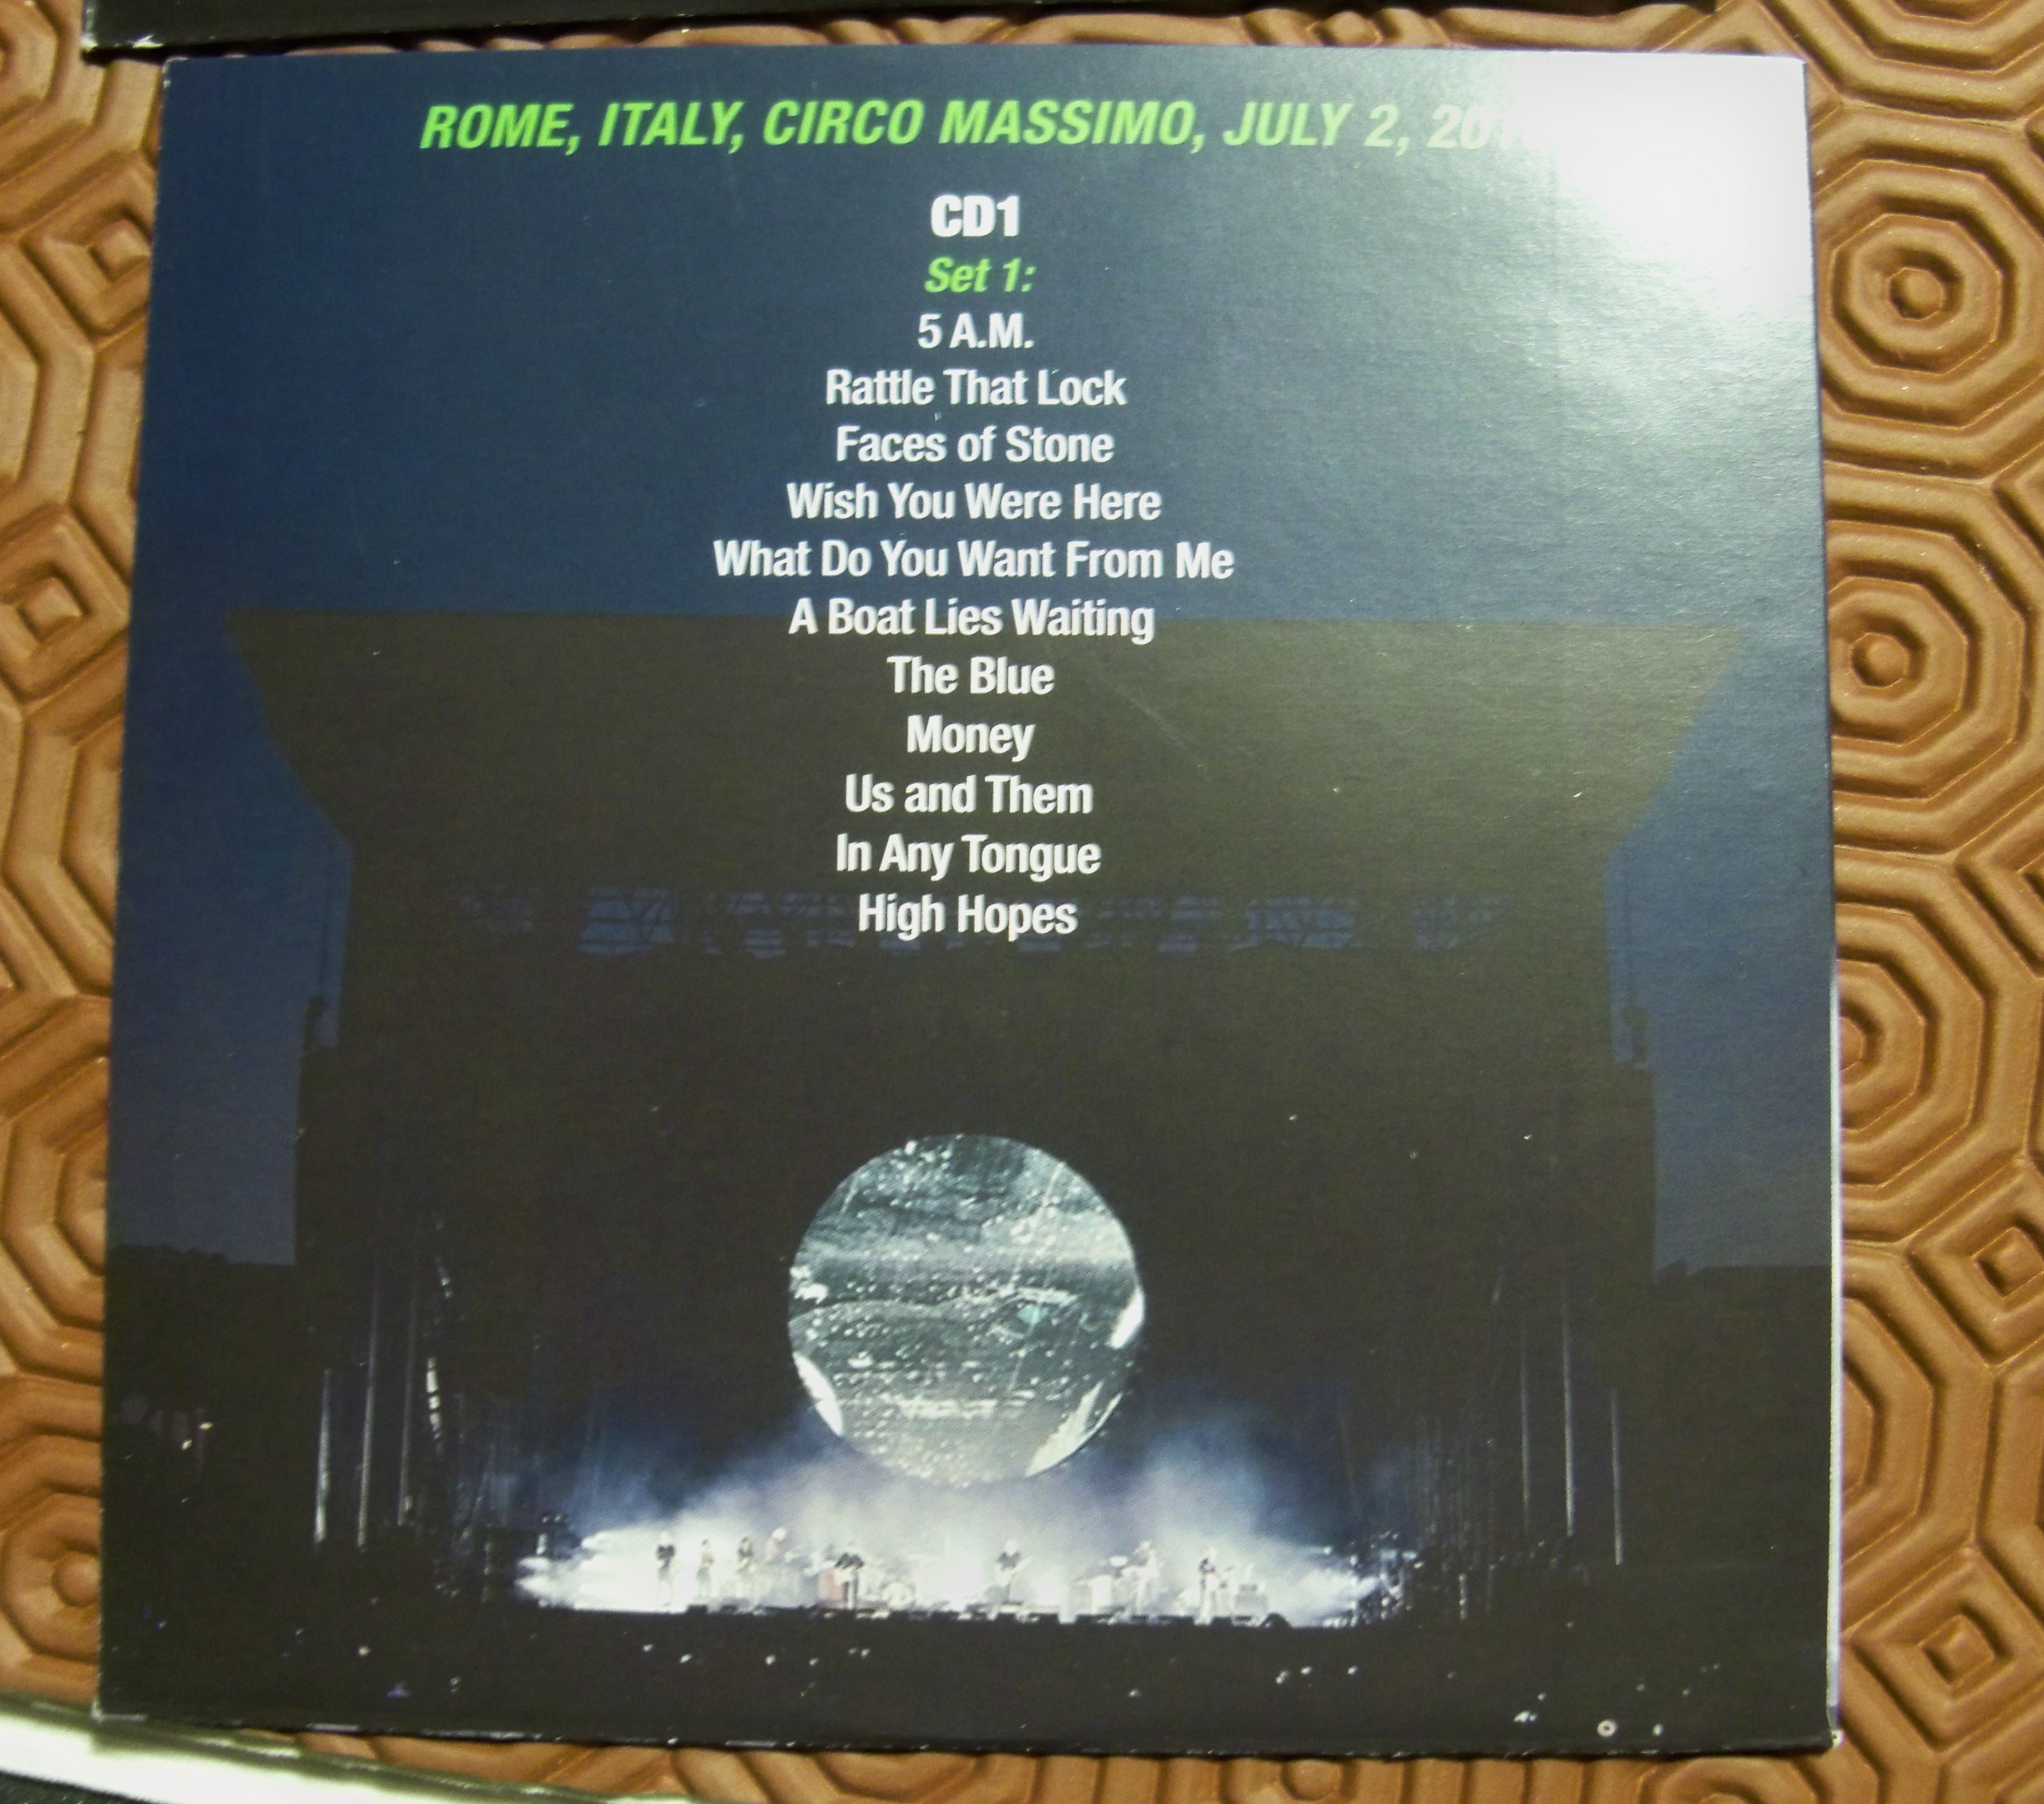 ROME, ITALY, CIRCO MASSIMO, JULY 2,
CD1
Set 1:
5 A.M.
Rattle That Lock
Faces of Stone
Wish You Were Here
What Do You Want From Me
A Boat Lies Waiting
The Blue
Money
Us and Them
In Any Tongue
High Hopes